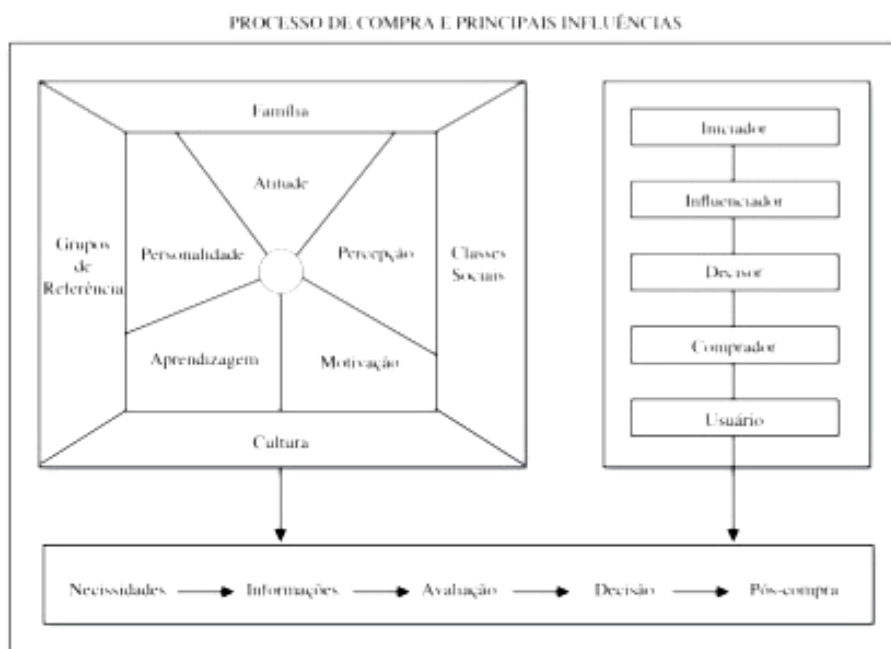 PROCESSO DE COMPRA E PRINCIPAIS INFLUÊNCIAS
Família
Atitude
Grupos
de
Referência
Personalidade
Percepção
Classes
Sociais
Aprendizagem
Motivação
Cultura
Iniciador
Influenciador
Decisor
Comprador
Usuário
Necissidades
Informações
Avaliação
Decisão
Pós-compra